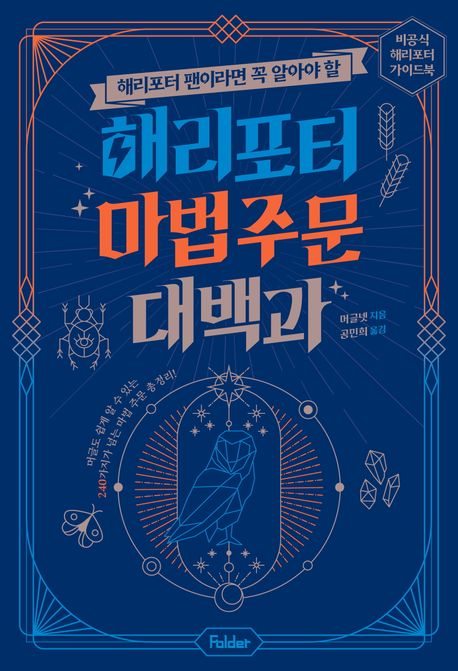 비공식
해리포터
가이드북
해리포터 팬이라면 꼭 알아야 할
해리포터
마법 주문
대백과
머글넷 지음
공민희 옮김
머글도 쉽게 알 수 있는
240가지가 넘는 마법 주문 총정리!
Folder